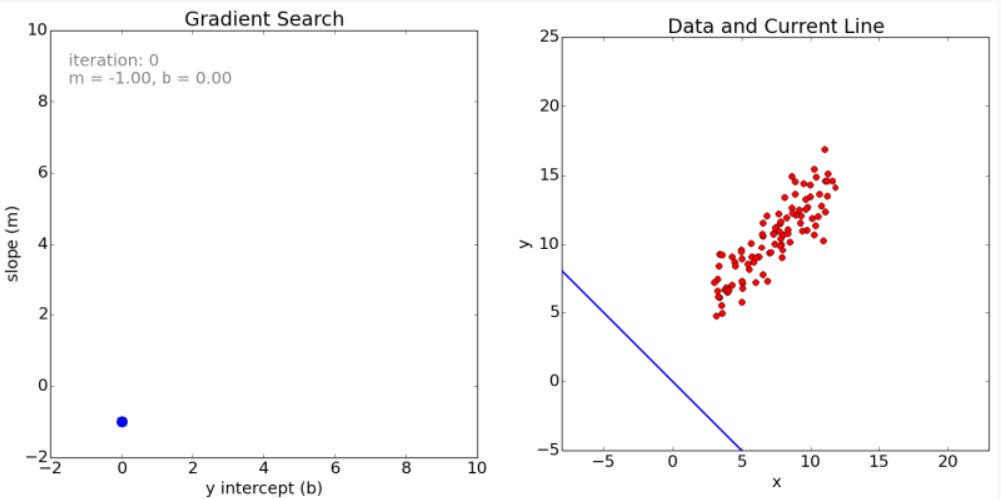 Gradient Search
iteration: 0
m = -1.00, b = 0.00
10
8
6
4
2
0
−2
slope (m)
−2 0 2 4 6 8 10
y intercept (b)
Data and Current Line
25
20
15
10
5
0
−5
y
−5 0 5 10 15 20
x